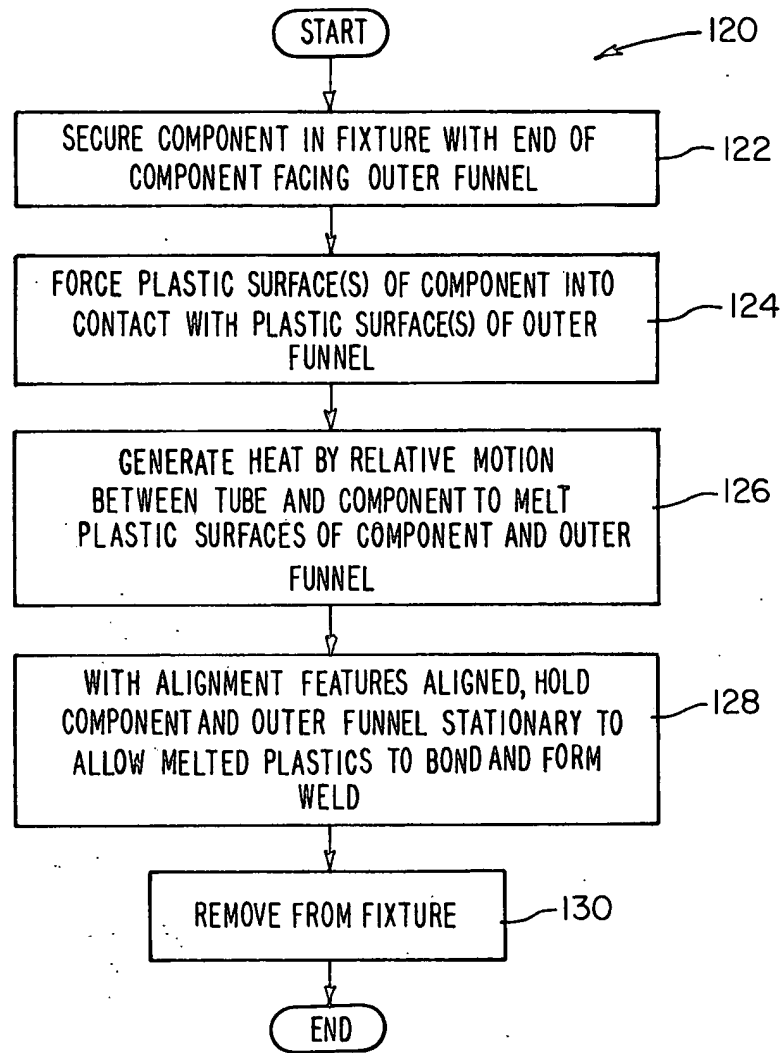 START
120
SECURE COMPONENT IN FIXTURE WITH END OF
COMPONENT FACING OUTER FUNNEL
122
FORCE PLASTIC SURFACE(S) OF COMPONENT INTO
CONTACT WITH PLASTIC SURFACE(S) OF OUTER
FUNNEL
124
GENERATE HEAT BY RELATIVE MOTION
BETWEEN TUBE AND COMPONENT TO MELT
PLASTIC SURFACES OF COMPONENT AND OUTER
FUNNEL
126
WITH ALIGNMENT FEATURES ALIGNED, HOLD
COMPONENT AND OUTER FUNNEL STATIONARY TO
ALLOW MELTED PLASTICS TO BOND AND FORM
WELD
128
REMOVE FROM FIXTURE
130
END